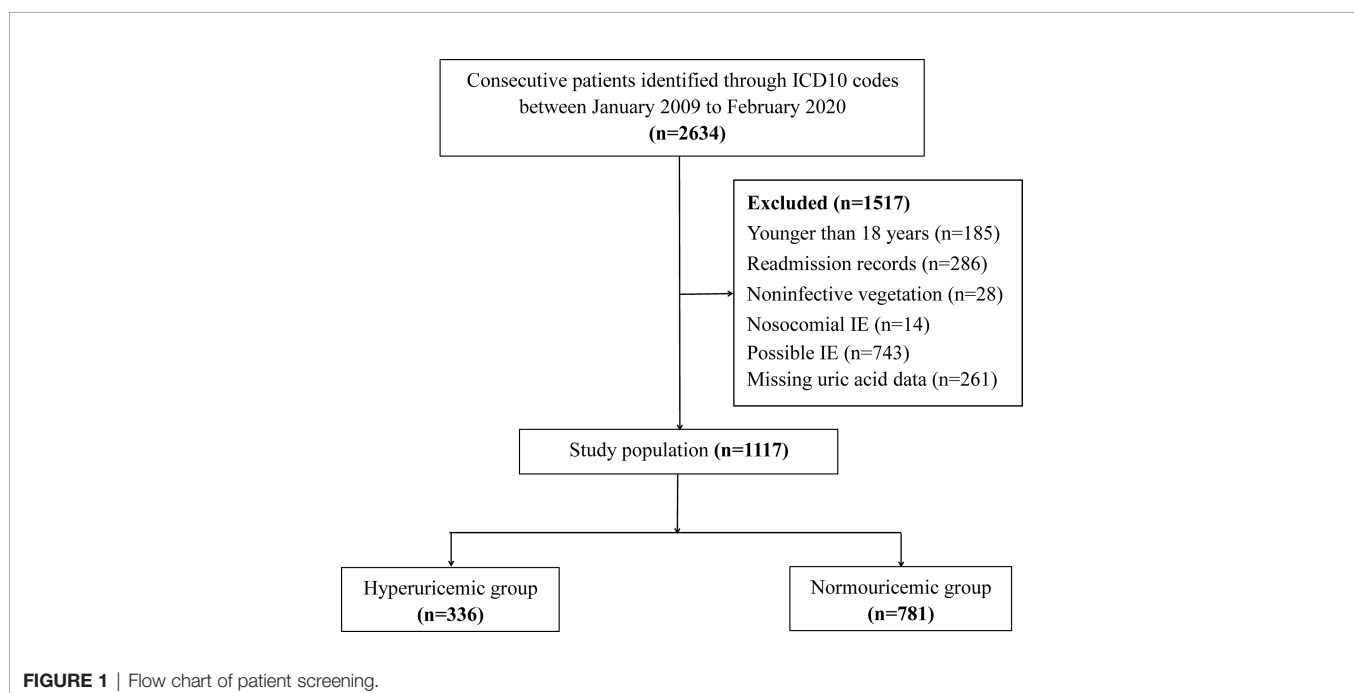 Consecutive patients identified through ICD10 codes
between January 2009 to February 2020
(n=2634)
Excluded (n=1517)
Younger than 18 years (n=185)
Readmission records (n=286)
Noninfective vegetation (n=28)
Nosocomial IE (n=14)
Possible IE (n=743)
Missing uric acid data (n=261)
Study population (n=1117)
Hyperuricemic group
(n=336)
Normouricemic group
(n=781)
FIGURE 1 | Flow chart of patient screening.